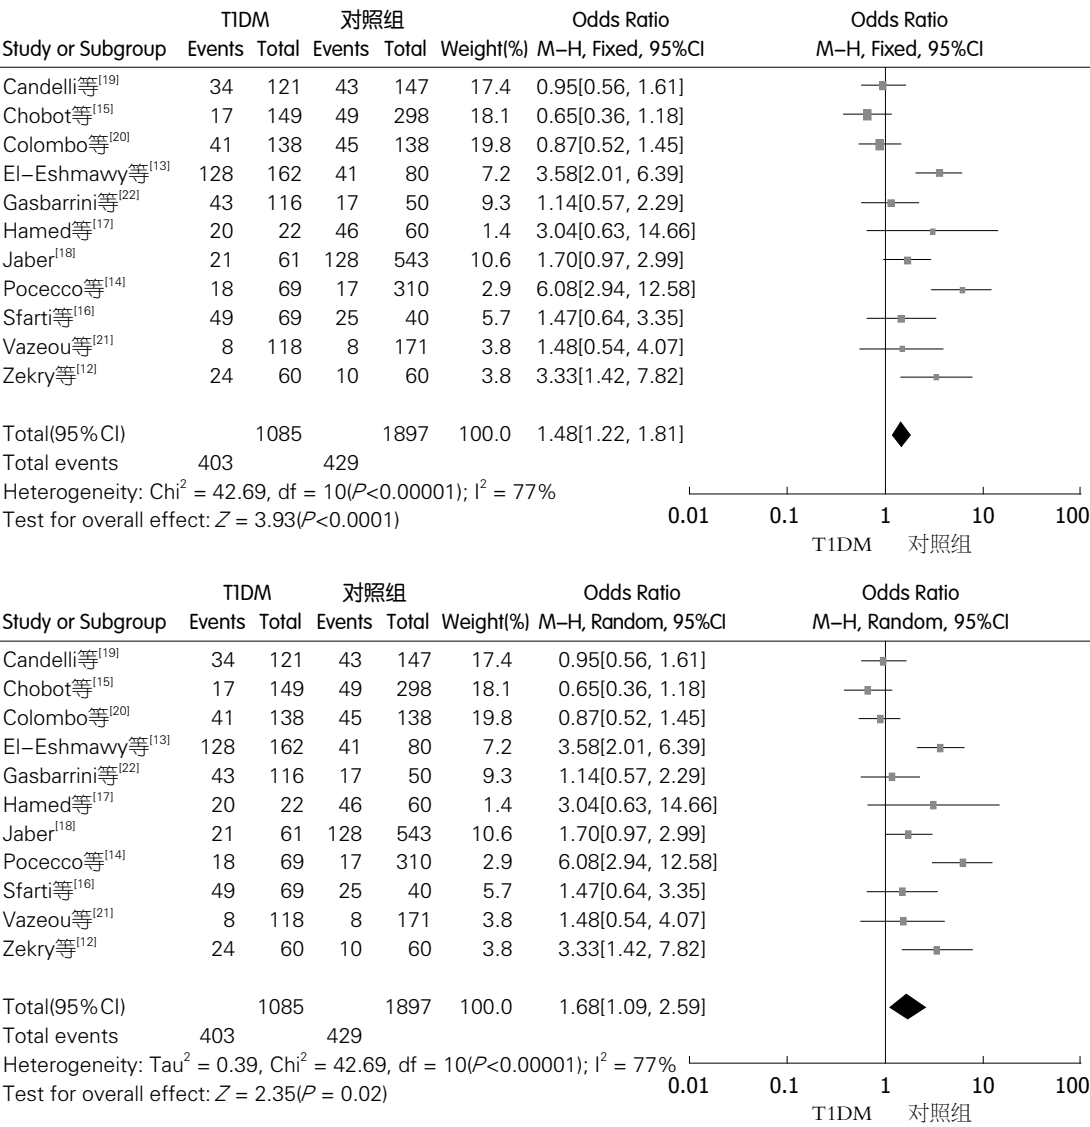 T1DM 对照组 Odds Ratio Odds Ratio
Study or Subgroup Events Total Events Total Weight(%) M–H, Fixed, 95%CI M–H, Fixed, 95%CI
Candelli等[19] 34 121 43 147 17.4 0.95[0.56, 1.61]
Chobot等[15] 17 149 49 298 18.1 0.65[0.36, 1.18]
Colombo等[20] 41 138 45 138 19.8 0.87[0.52, 1.45]
El–Eshmawy等[13] 128 162 41 80 7.2 3.58[2.01, 6.39]
Gasbarrini等[22] 43 116 17 50 9.3 1.14[0.57, 2.29]
Hamed等[17] 20 22 46 60 1.4 3.04[0.63, 14.66]
Jaber[18] 21 61 128 543 10.6 1.70[0.97, 2.99]
Pocecco等[14] 18 69 17 310 2.9 6.08[2.94, 12.58]
Sfarti等[16] 49 69 25 40 5.7 1.47[0.64, 3.35]
Vazeou等[21] 8 118 8 171 3.8 1.48[0.54, 4.07]
Zekry等[12] 24 60 10 60 3.8 3.33[1.42, 7.82]
Total(95%CI) 1085 1897 100.0 1.48[1.22, 1.81]
Total events 403 429
Heterogeneity: Chi² = 42.69, df = 10(P<0.00001); I² = 77%
Test for overall effect: Z = 3.93(P<0.0001)
0.01 0.1 1 10 100
T1DM 对照组
T1DM 对照组 Odds Ratio Odds Ratio
Study or Subgroup Events Total Events Total Weight(%) M–H, Random, 95%CI M–H, Random, 95%CI
Candelli等[19] 34 121 43 147 17.4 0.95[0.56, 1.61]
Chobot等[15] 17 149 49 298 18.1 0.65[0.36, 1.18]
Colombo等[20] 41 138 45 138 19.8 0.87[0.52, 1.45]
El–Eshmawy等[13] 128 162 41 80 7.2 3.58[2.01, 6.39]
Gasbarrini等[22] 43 116 17 50 9.3 1.14[0.57, 2.29]
Hamed等[17] 20 22 46 60 1.4 3.04[0.63, 14.66]
Jaber[18] 21 61 128 543 10.6 1.70[0.97, 2.99]
Pocecco等[14] 18 69 17 310 2.9 6.08[2.94, 12.58]
Sfarti等[16] 49 69 25 40 5.7 1.47[0.64, 3.35]
Vazeou等[21] 8 118 8 171 3.8 1.48[0.54, 4.07]
Zekry等[12] 24 60 10 60 3.8 3.33[1.42, 7.82]
Total(95%CI) 1085 1897 100.0 1.68[1.09, 2.59]
Total events 403 429
Heterogeneity: Tau² = 0.39, Chi² = 42.69, df = 10(P<0.00001); I² = 77%
Test for overall effect: Z = 2.35(P = 0.02)
0.01 0.1 1 10 100
T1DM 对照组